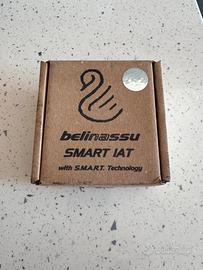 belinassu
SMART IAT
with S.M.A.R.T. Technology